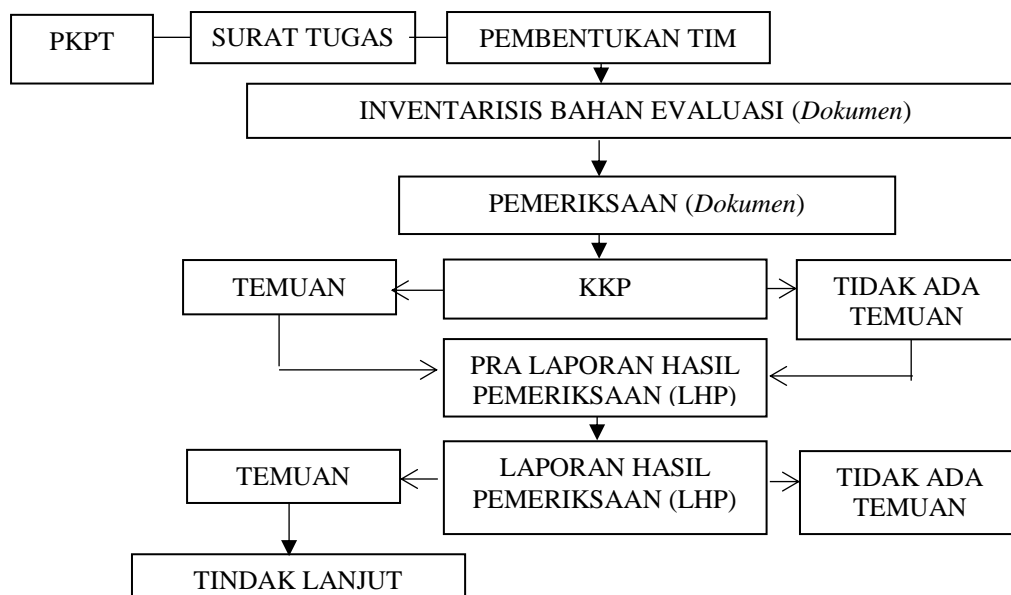 PKPT
SURAT TUGAS
PEMBENTUKAN TIM
INVENTARISIS BAHAN EVALUASI (Dokumen)
PEMERIKSAAN (Dokumen)
TEMUAN
KKP
TIDAK ADA
TEMUAN
PRA LAPORAN HASIL
PEMERIKSAAN (LHP)
TEMUAN
LAPORAN HASIL
PEMERIKSAAN (LHP)
TIDAK ADA
TEMUAN
TINDAK LANJUT